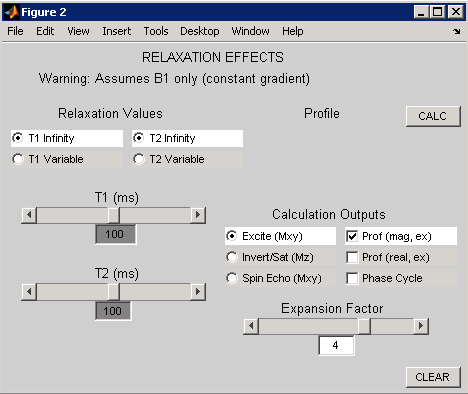 Figure 2
File Edit View Insert Tools Desktop Window Help
RELAXATION EFFECTS
Warning: Assumes B1 only (constant gradient)
Relaxation Values
Profile
CALC
T1 Infinity
T2 Infinity
T1 Variable
T2 Variable
T1 (ms)
100
T2 (ms)
100
Calculation Outputs
Excite (Mxy)
Prof (mag, ex)
Invert/Sat (Mz)
Prof (real, ex)
Spin Echo (Mxy)
Phase Cycle
Expansion Factor
4
CLEAR